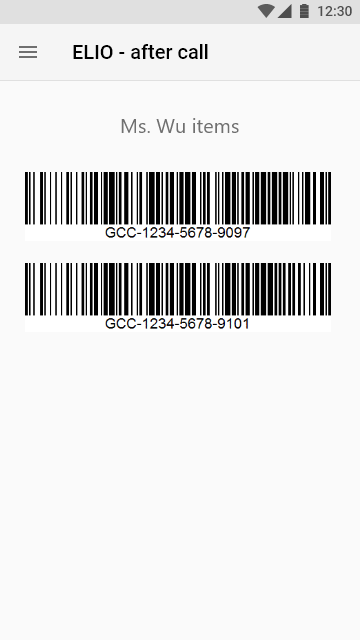 12:30
ELIO - after call
Ms. Wu items
GCC-1234-5678-9097
GCC-1234-5678-9101